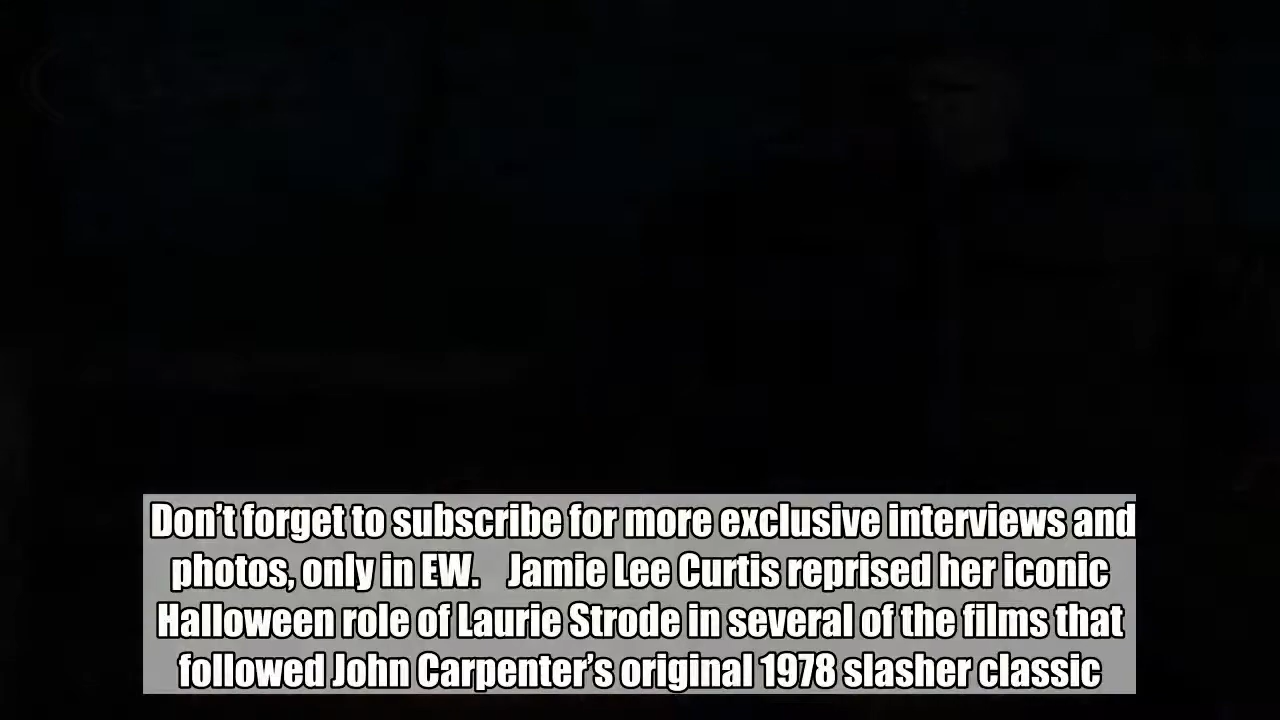 Don't forget to subscribe for more exclusive interviews and
photos, only in EW.    Jamie Lee Curtis reprised her iconic
Halloween role of Laurie Strode in several of the films that
followed John Carpenter's original 1978 slasher classic